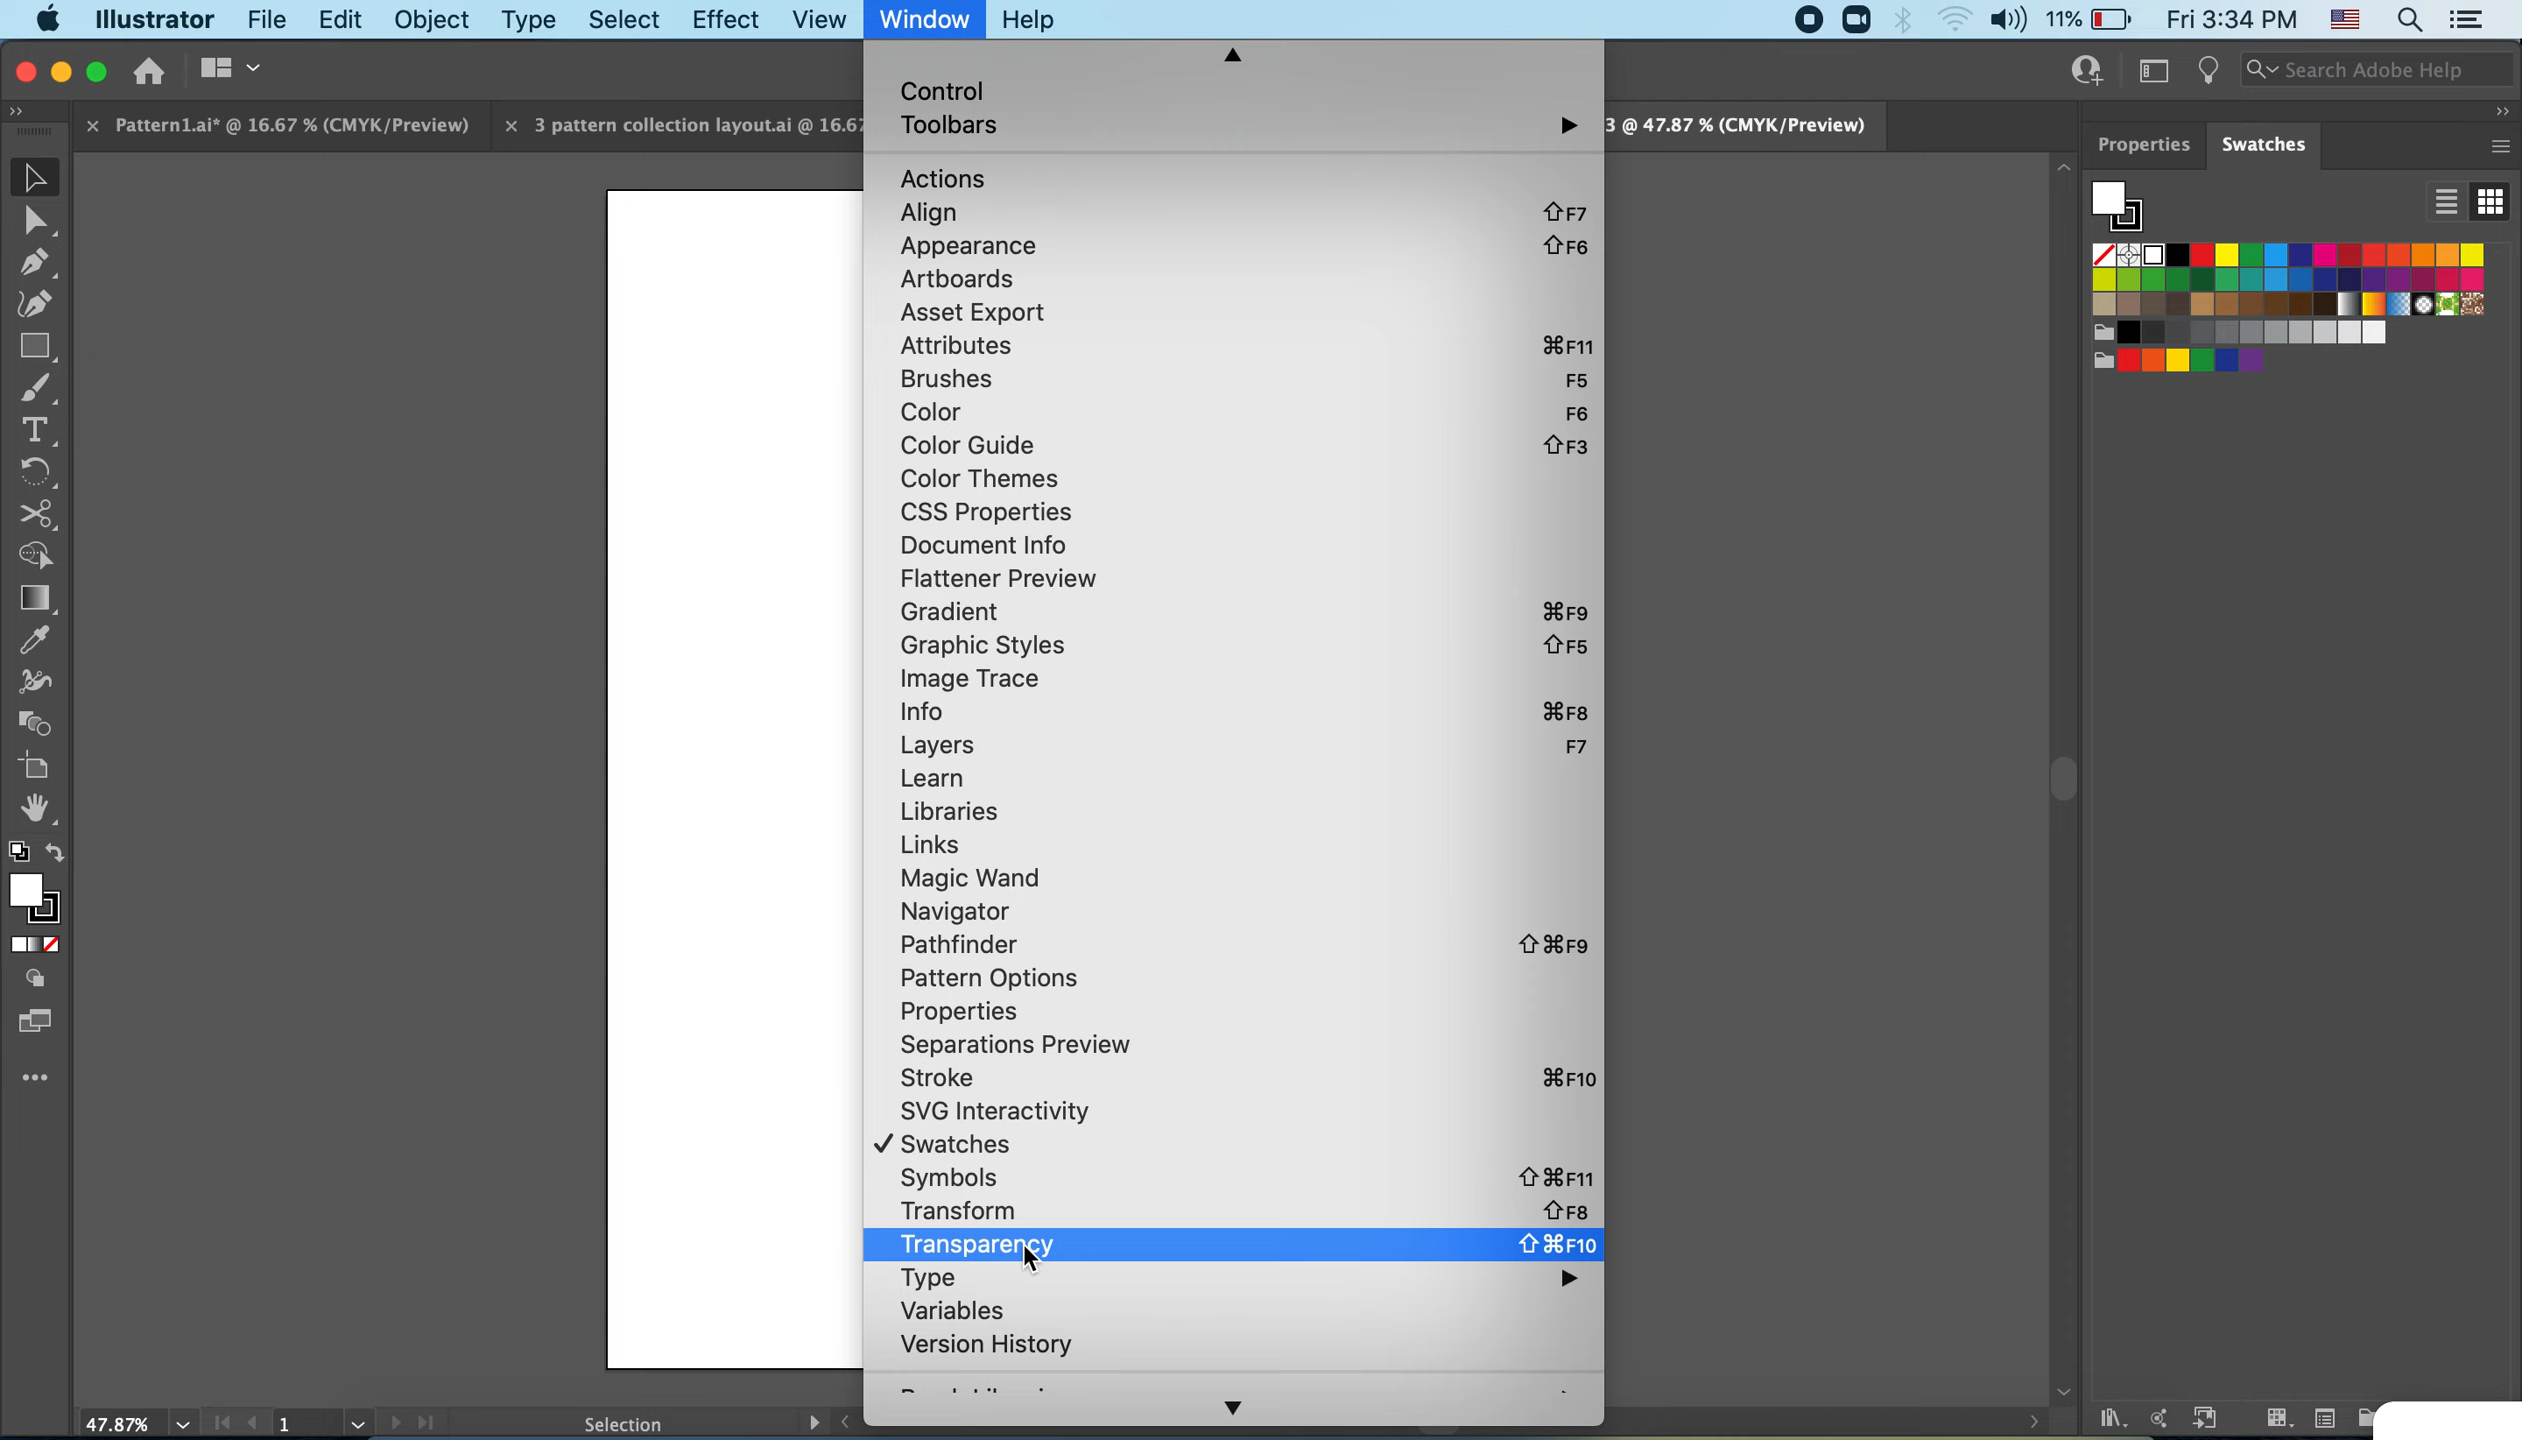 Illustrator File Edit Object Type Select Effect View Window Help 11% Fri 3:34 PM
Search Adobe Help
× Pattern1.ai* @ 16.67 % (CMYK/Preview) × 3 pattern collection layout.ai @ 16.67 3 @ 47.87 % (CMYK/Preview)
Properties Swatches
Control
Toolbars
Actions
Align ⇧F7
Appearance ⇧F6
Artboards
Asset Export
Attributes ⌘F11
Brushes F5
Color F6
Color Guide ⇧F3
Color Themes
CSS Properties
Document Info
Flattener Preview
Gradient ⌘F9
Graphic Styles ⇧F5
Image Trace
Info ⌘F8
Layers F7
Learn
Libraries
Links
Magic Wand
Navigator
Pathfinder ⇧⌘F9
Pattern Options
Properties
Separations Preview
Stroke ⌘F10
SVG Interactivity
✓ Swatches
Symbols ⇧⌘F11
Transform ⇧F8
Transparency ⇧⌘F10
Type
Variables
Version History
47.87% 1 Selection